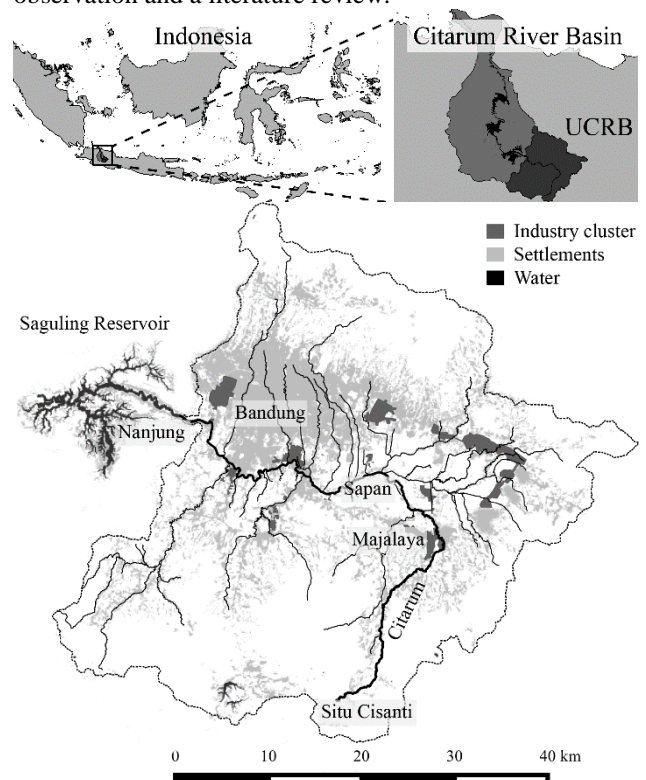 observation and a literature review.
Indonesia
Citarum River Basin
UCRB
Industry cluster
Settlements
Water
Saguling Reservoir
Bandung
Nanjung
Sapan
Majalaya
Citarum
Situ Cisanti
0 10 20 30 40 km